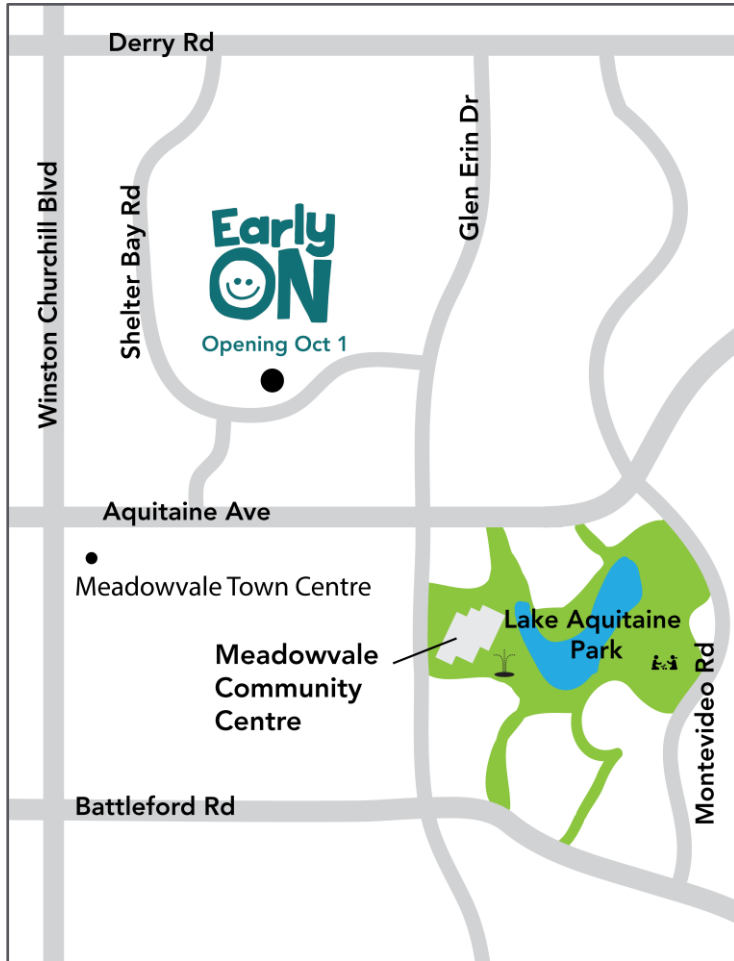 Derry Rd
Winston Churchill Blvd
Shelter Bay Rd
Glen Erin Dr
Early
ON
Opening Oct 1
Aquitaine Ave
Meadowvale Town Centre
Meadowvale
Community
Centre
Lake Aquitaine
Park
Montevideo Rd
Battleford Rd